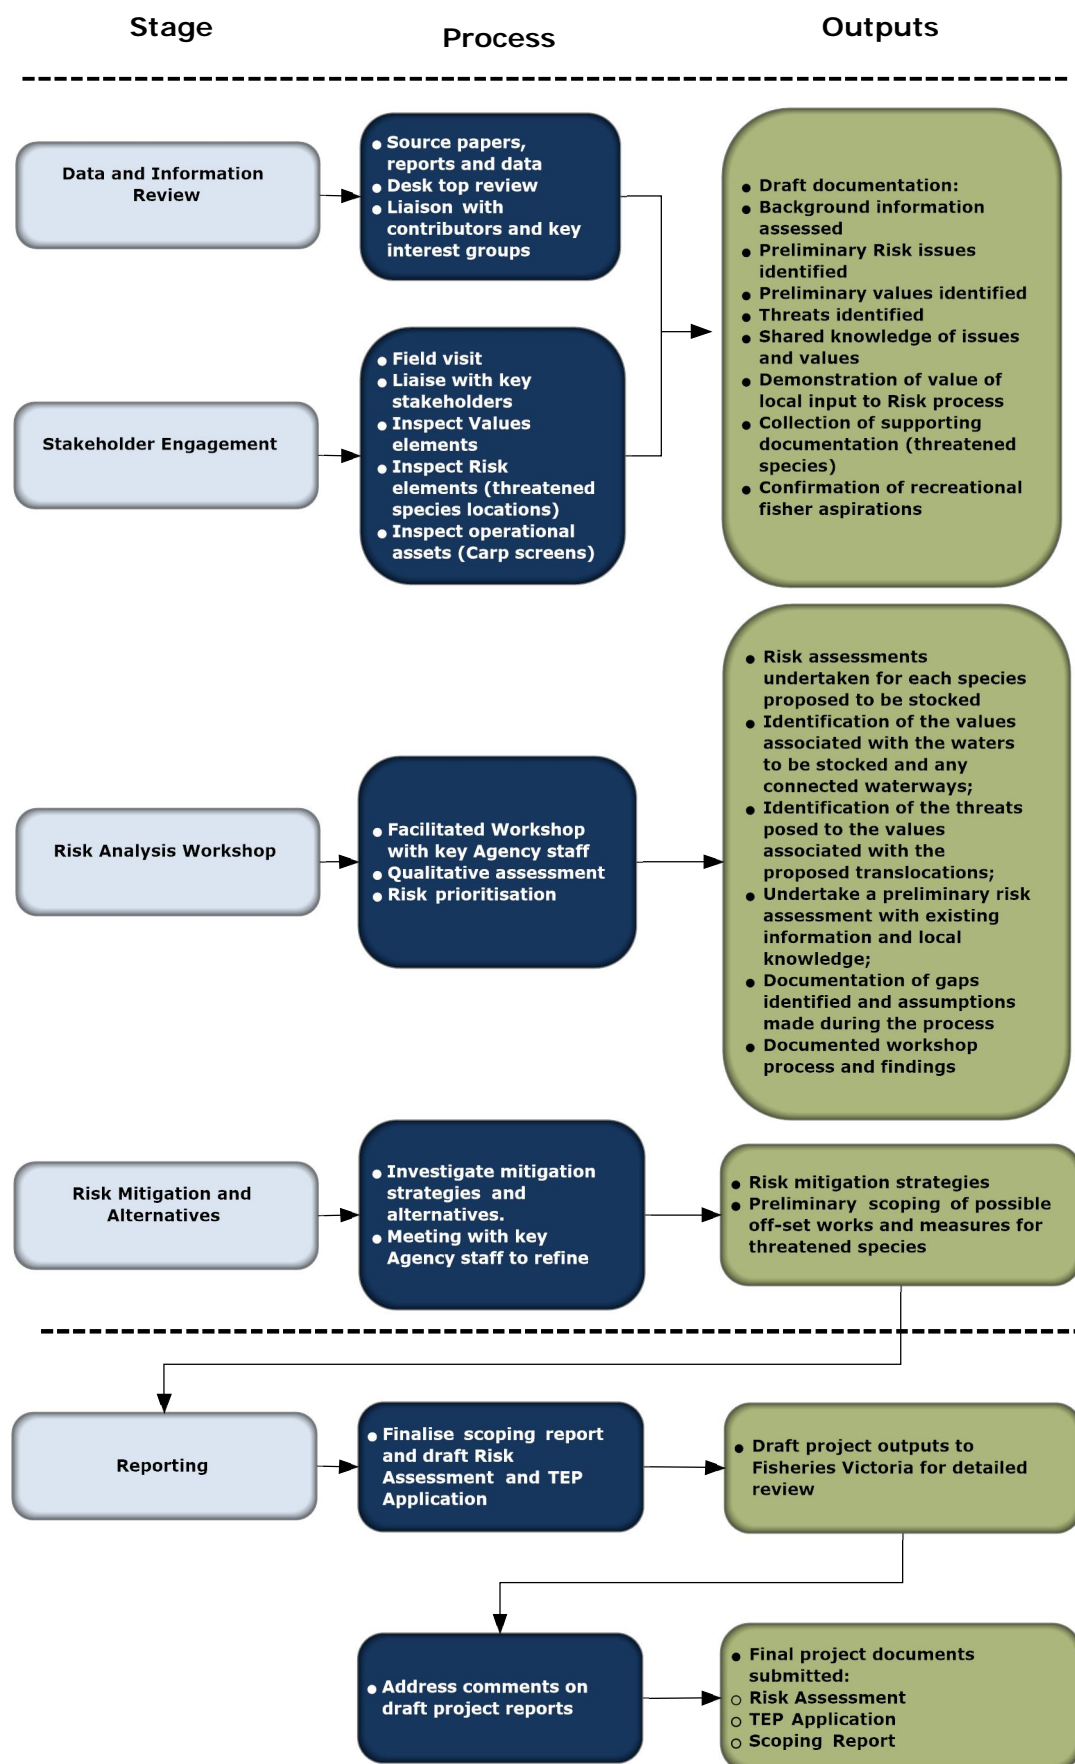 Stage
Process
Outputs
Data and Information
Review
● Source papers,
reports and data
● Desk top review
● Liaison with
contributors and key
interest groups
● Draft documentation:
● Background information
assessed
● Preliminary Risk issues
identified
● Preliminary values identified
● Threats identified
● Shared knowledge of issues
and values
● Demonstration of value of
local input to Risk process
● Collection of supporting
documentation (threatened
species)
● Confirmation of recreational
fisher aspirations
Stakeholder Engagement
● Field visit
● Liaise with key
stakeholders
● Inspect Values
elements
● Inspect Risk
elements (threatened
species locations)
● Inspect operational
assets (Carp screens)
Risk Analysis Workshop
● Facilitated Workshop
with key Agency staff
● Qualitative assessment
● Risk prioritisation
● Risk assessments
undertaken for each species
proposed to be stocked
● Identification of the values
associated with the waters
to be stocked and any
connected waterways;
● Identification of the threats
posed to the values
associated with the
proposed translocations;
● Undertake a preliminary risk
assessment with existing
information and local
knowledge;
● Documentation of gaps
identified and assumptions
made during the process
● Documented workshop
process and findings
Risk Mitigation and
Alternatives
● Investigate mitigation
strategies and
alternatives.
● Meeting with key
Agency staff to refine
● Risk mitigation strategies
● Preliminary scoping of possible
off-set works and measures for
threatened species
Reporting
● Finalise scoping report
and draft Risk
Assessment and TEP
Application
● Draft project outputs to
Fisheries Victoria for detailed
review
● Address comments on
draft project reports
● Final project documents
submitted:
○ Risk Assessment
○ TEP Application
○ Scoping Report